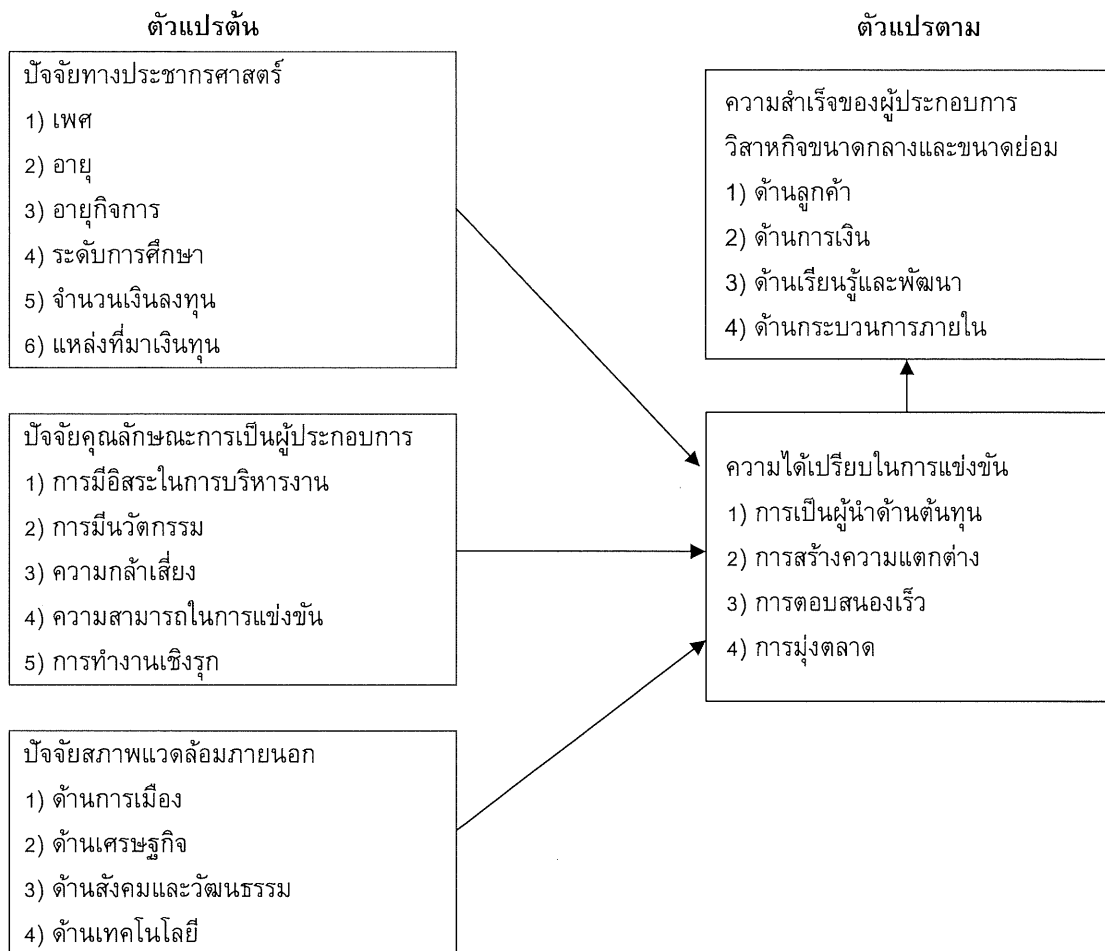 ตัวแปรต้น
ปัจจัยทางประชากรศาสตร์
1) เพศ
2) อายุ
3) อายุกิจการ
4) ระดับการศึกษา
5) จำนวนเงินลงทุน
6) แหล่งที่มาเงินทุน
ปัจจัยคุณลักษณะการเป็นผู้ประกอบการ
1) การมีอิสระในการบริหารงาน
2) การมีนวัตกรรม
3) ความกล้าเสี่ยง
4) ความสามารถในการแข่งขัน
5) การทำงานเชิงรุก
ปัจจัยสภาพแวดล้อมภายนอก
1) ด้านการเมือง
2) ด้านเศรษฐกิจ
3) ด้านสังคมและวัฒนธรรม
4) ด้านเทคโนโลยี
ตัวแปรตาม
ความสำเร็จของผู้ประกอบการ
วิสาหกิจขนาดกลางและขนาดย่อม
1) ด้านลูกค้า
2) ด้านการเงิน
3) ด้านเรียนรู้และพัฒนา
4) ด้านกระบวนการภายใน
ความได้เปรียบในการแข่งขัน
1) การเป็นผู้นำด้านต้นทุน
2) การสร้างความแตกต่าง
3) การตอบสนองเร็ว
4) การมุ่งตลาด